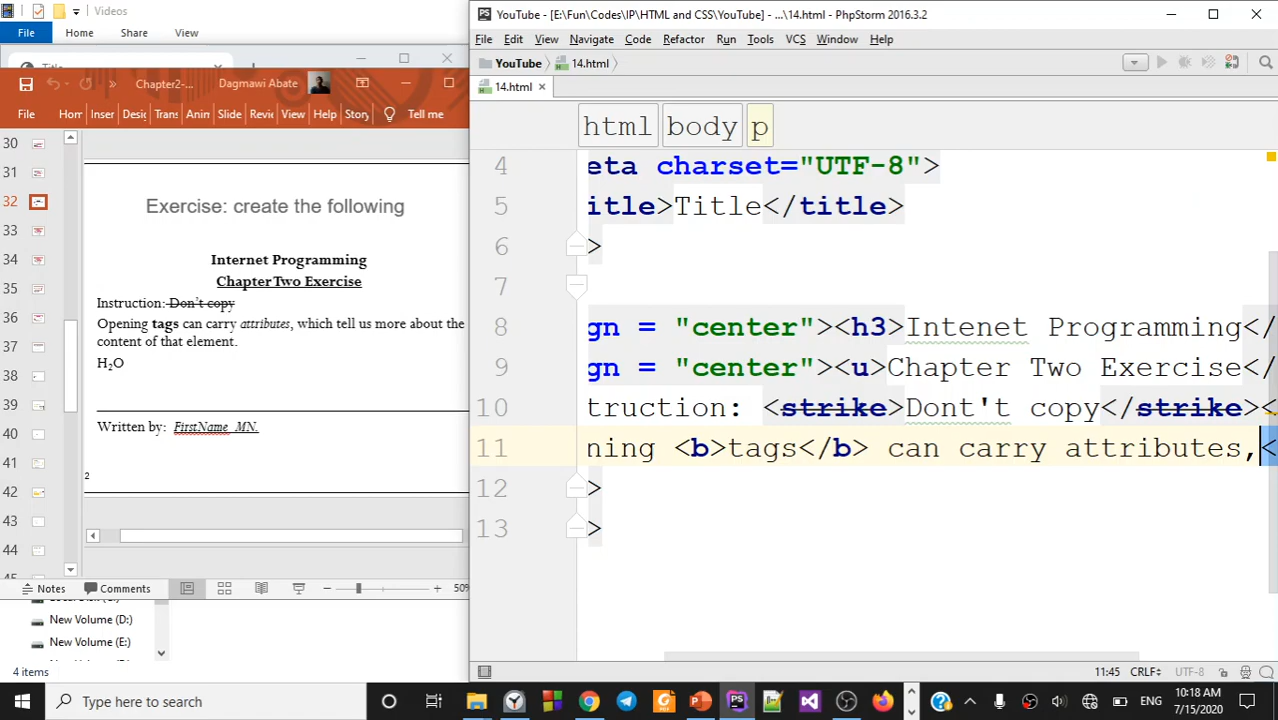 Videos
File Home Share View
Title
Chapter2-... Dagmawi Abate
File Hom Inser Desig Trans Anin Slide Revie View Help Story Tell me
30
31
32
33
34
35
36
37
38
39
40
41
42
43
44
Exercise: create the following
Internet Programming
Chapter Two Exercise
Instruction: Don’t copy
Opening tags can carry attributes, which tell us more about the
content of that element.
H₂O
Written by: FirstName MN.
2
Notes Comments 50%
New Volume (D:)
New Volume (E:)
4 items
YouTube - [E:\Fun\Codes\IP\HTML and CSS\YouTube] - ...\14.html - PhpStorm 2016.3.2
File Edit View Navigate Code Refactor Run Tools VCS Window Help
YouTube 14.html
14.html
html body p
4 eta charset="UTF-8">
5 itle>Title</title>
6 >
7
8 gn = "center"><h3>Intenet Programming</
9 gn = "center"><u>Chapter Two Exercise</
10 truction: <strike>Dont't copy</strike><
11 ning <b>tags</b> can carry attributes,<
12 >
13 >
11:45 CRLF UTF-8
Type here to search
ENG
10:18 AM
7/15/2020